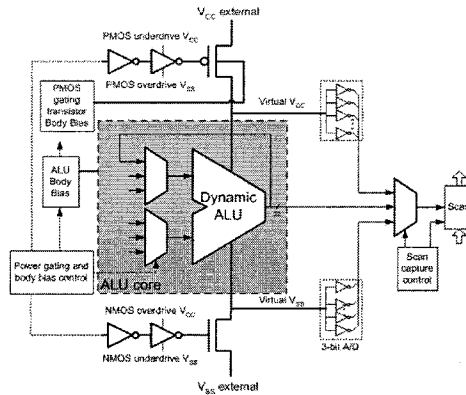 V_CC external
PMOS underdrive V_CC
PMOS overdrive V_SS
PMOS
gating
transistor
Body Bias
Virtual V_CC
ALU
Body
Bias
Dynamic
ALU
Scan
Power gating and
body bias control
ALU core
Scan
capture
control
Virtual V_SS
NMOS overdrive V_CC
NMOS underdrive V_SS
3-bit A/D
V_SS external